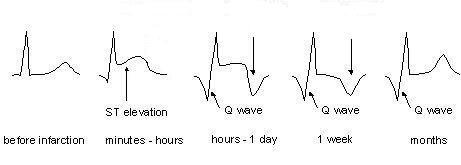 ST elevation
Q wave
Q wave
Q wave
before infarction
minutes - hours
hours - 1 day
1 week
months